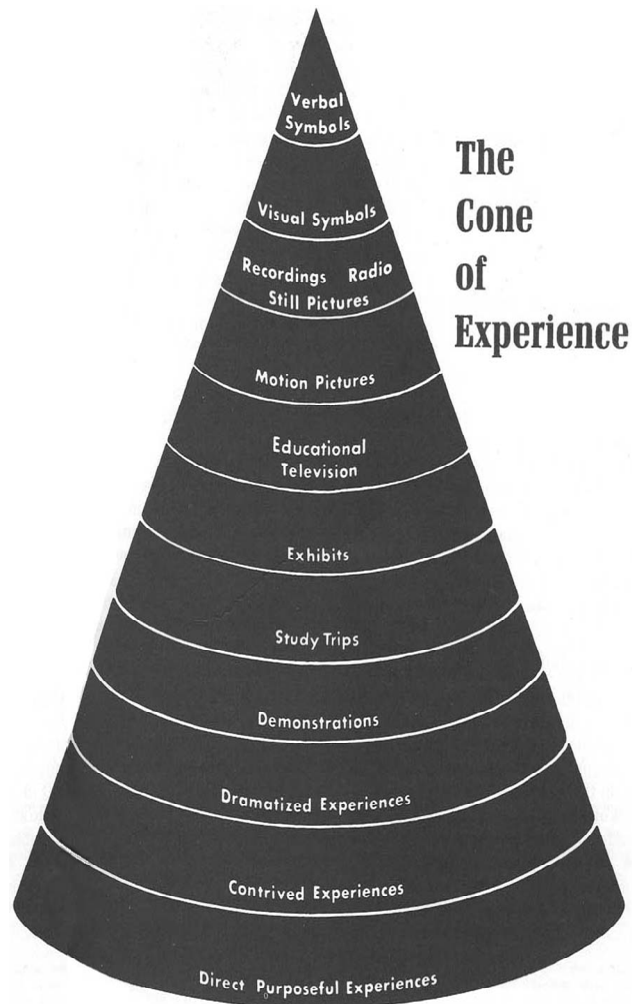 The
Cone
of
Experience
Verbal
Symbols
Visual Symbols
Recordings Radio
Still Pictures
Motion Pictures
Educational
Television
Exhibits
Study Trips
Demonstrations
Dramatized Experiences
Contrived Experiences
Direct Purposeful Experiences